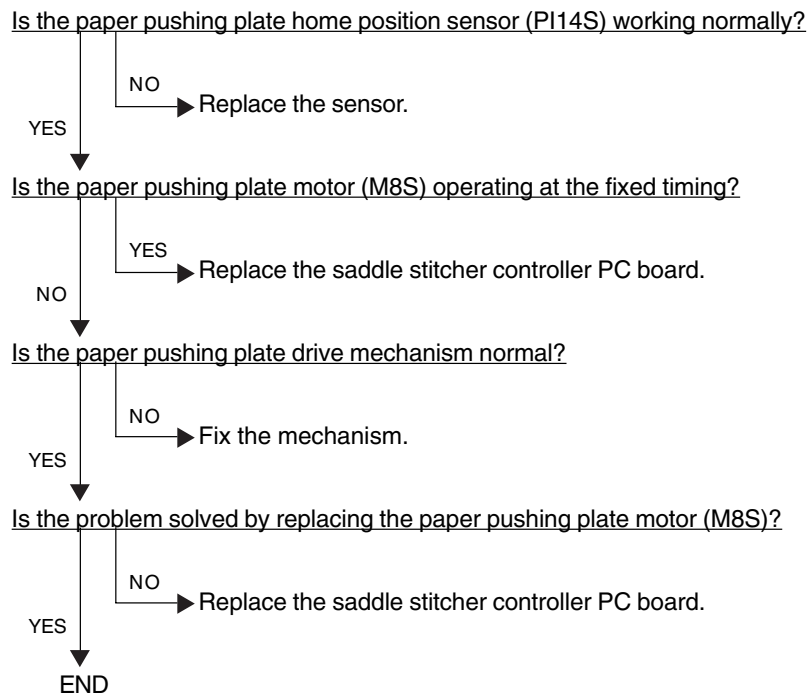 Is the paper pushing plate home position sensor (PI14S) working normally?
NO
Replace the sensor.
YES
Is the paper pushing plate motor (M8S) operating at the fixed timing?
YES
Replace the saddle stitcher controller PC board.
NO
Is the paper pushing plate drive mechanism normal?
NO
Fix the mechanism.
YES
Is the problem solved by replacing the paper pushing plate motor (M8S)?
NO
Replace the saddle stitcher controller PC board.
YES
END